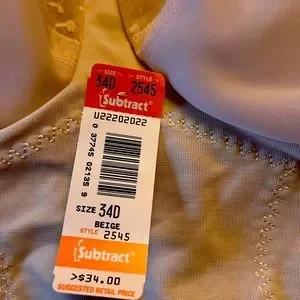 SIZE STYLE
34D 2545
{Subtract®
U22202022
0 37745 02135 9
SIZE 34D
BEIGE
STYLE 2545
{Subtract®
>$34.00
SUGGESTED RETAIL PRICE